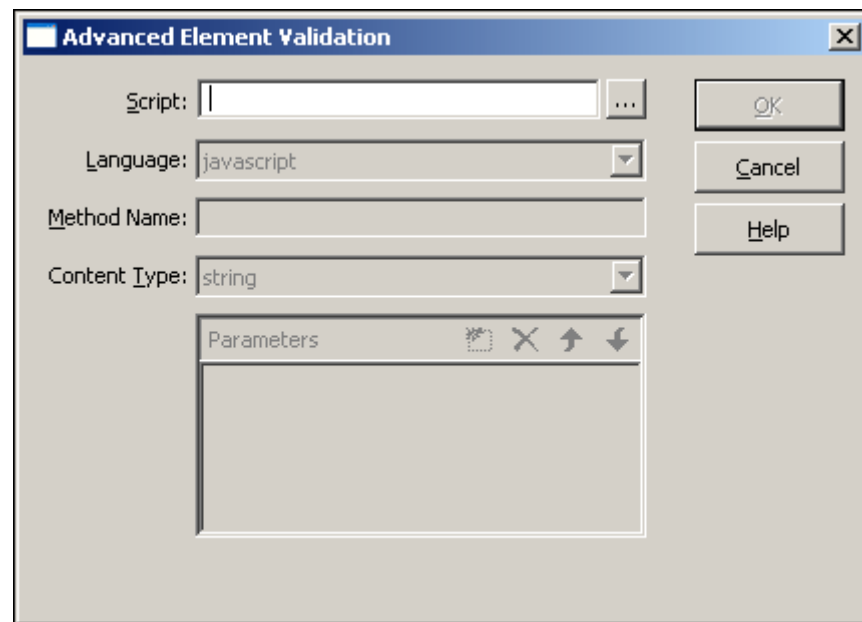 Advanced Element Validation
Script: ... OK
Language: javascript Cancel
Method Name: Help
Content Type: string
Parameters